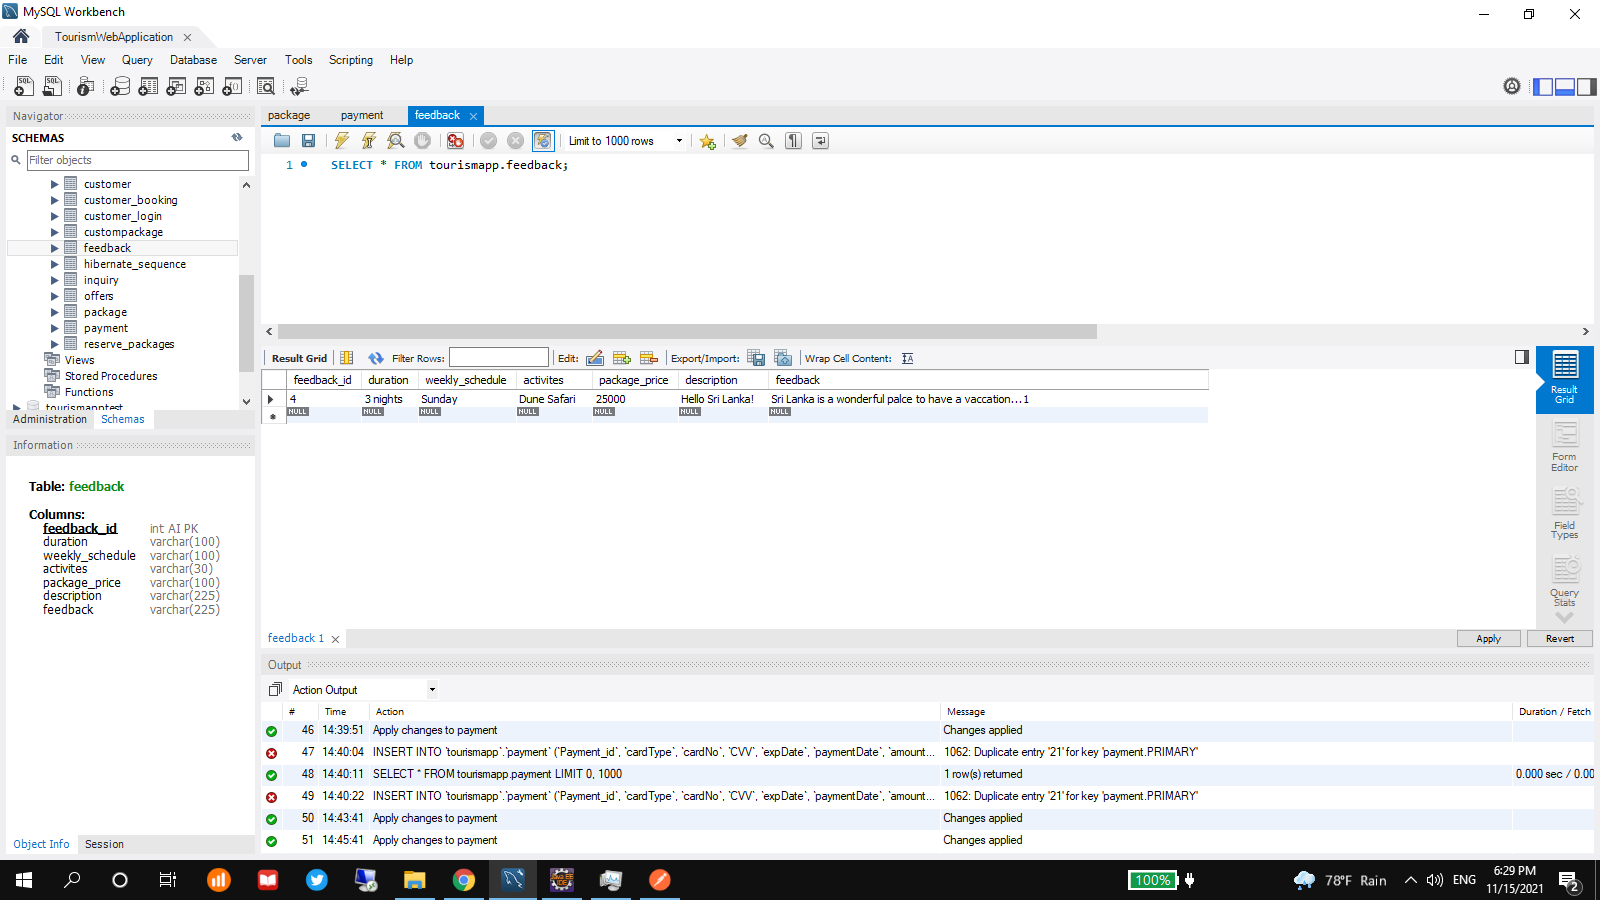 MySQL Workbench
TourismWebApplication
File Edit View Query Database Server Tools Scripting Help
Navigator
SCHEMAS
Filter objects
customer
customer_booking
customer_login
custompackage
feedback
hibernate_sequence
inquiry
offers
package
payment
reserve_packages
Views
Stored Procedures
Functions
tourismapptest
Administration Schemas
Information
Table: feedback
Columns:
feedback_id int AI PK
duration varchar(100)
weekly_schedule varchar(100)
activites varchar(30)
package_price varchar(100)
description varchar(225)
feedback varchar(225)
Object Info Session
package payment feedback
Limit to 1000 rows
1 SELECT * FROM tourismapp.feedback;
Result Grid Filter Rows: Edit: Export/Import: Wrap Cell Content:
feedback_id duration weekly_schedule activites package_price description feedback
4 3 nights Sunday Dune Safari 25000 Hello Sri Lanka! Sri Lanka is a wonderful palce to have a vaccation...1
NULL NULL NULL NULL NULL NULL NULL
Result Grid
Form Editor
Field Types
Query Stats
feedback 1
Apply Revert
Output
Action Output
# Time Action Message Duration / Fetch
46 14:39:51 Apply changes to payment Changes applied
47 14:40:04 INSERT INTO `tourismapp`.`payment` (`Payment_id`, `cardType`, `cardNo`, `CVV`, `expDate`, `paymentDate`, `amount... 1062: Duplicate entry '21' for key 'payment.PRIMARY'
48 14:40:11 SELECT * FROM tourismapp.payment LIMIT 0, 1000 1 row(s) returned 0.000 sec / 0.00
49 14:40:22 INSERT INTO `tourismapp`.`payment` (`Payment_id`, `cardType`, `cardNo`, `CVV`, `expDate`, `paymentDate`, `amount... 1062: Duplicate entry '21' for key 'payment.PRIMARY'
50 14:43:41 Apply changes to payment Changes applied
51 14:45:41 Apply changes to payment Changes applied
100% 78°F Rain ENG 6:29 PM
11/15/2021 2